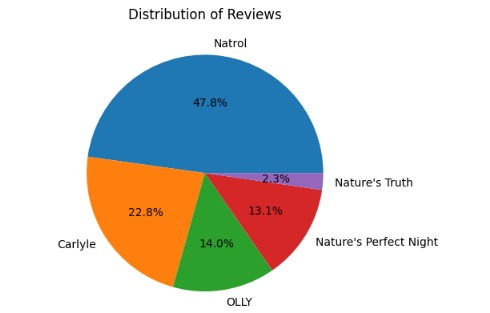 Distribution of Reviews
Natrol
47.8%
Carlyle
22.8%
OLLY
14.0%
Nature's Perfect Night
13.1%
Nature's Truth
2.3%